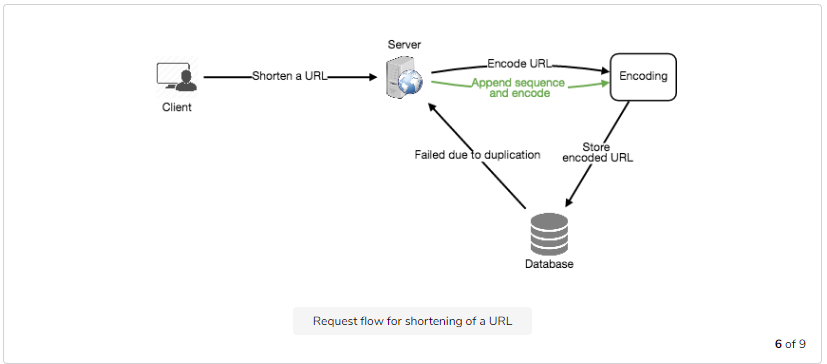 Server
Client
Shorten a URL
Encode URL
Append sequence
and encode
Encoding
Failed due to duplication
Store
encoded URL
Database
Request flow for shortening of a URL
6 of 9